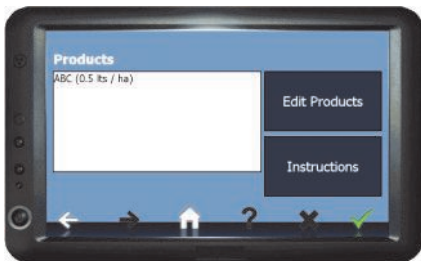 Products
ABC (0.5 lts / ha)
Edit Products
Instructions
?